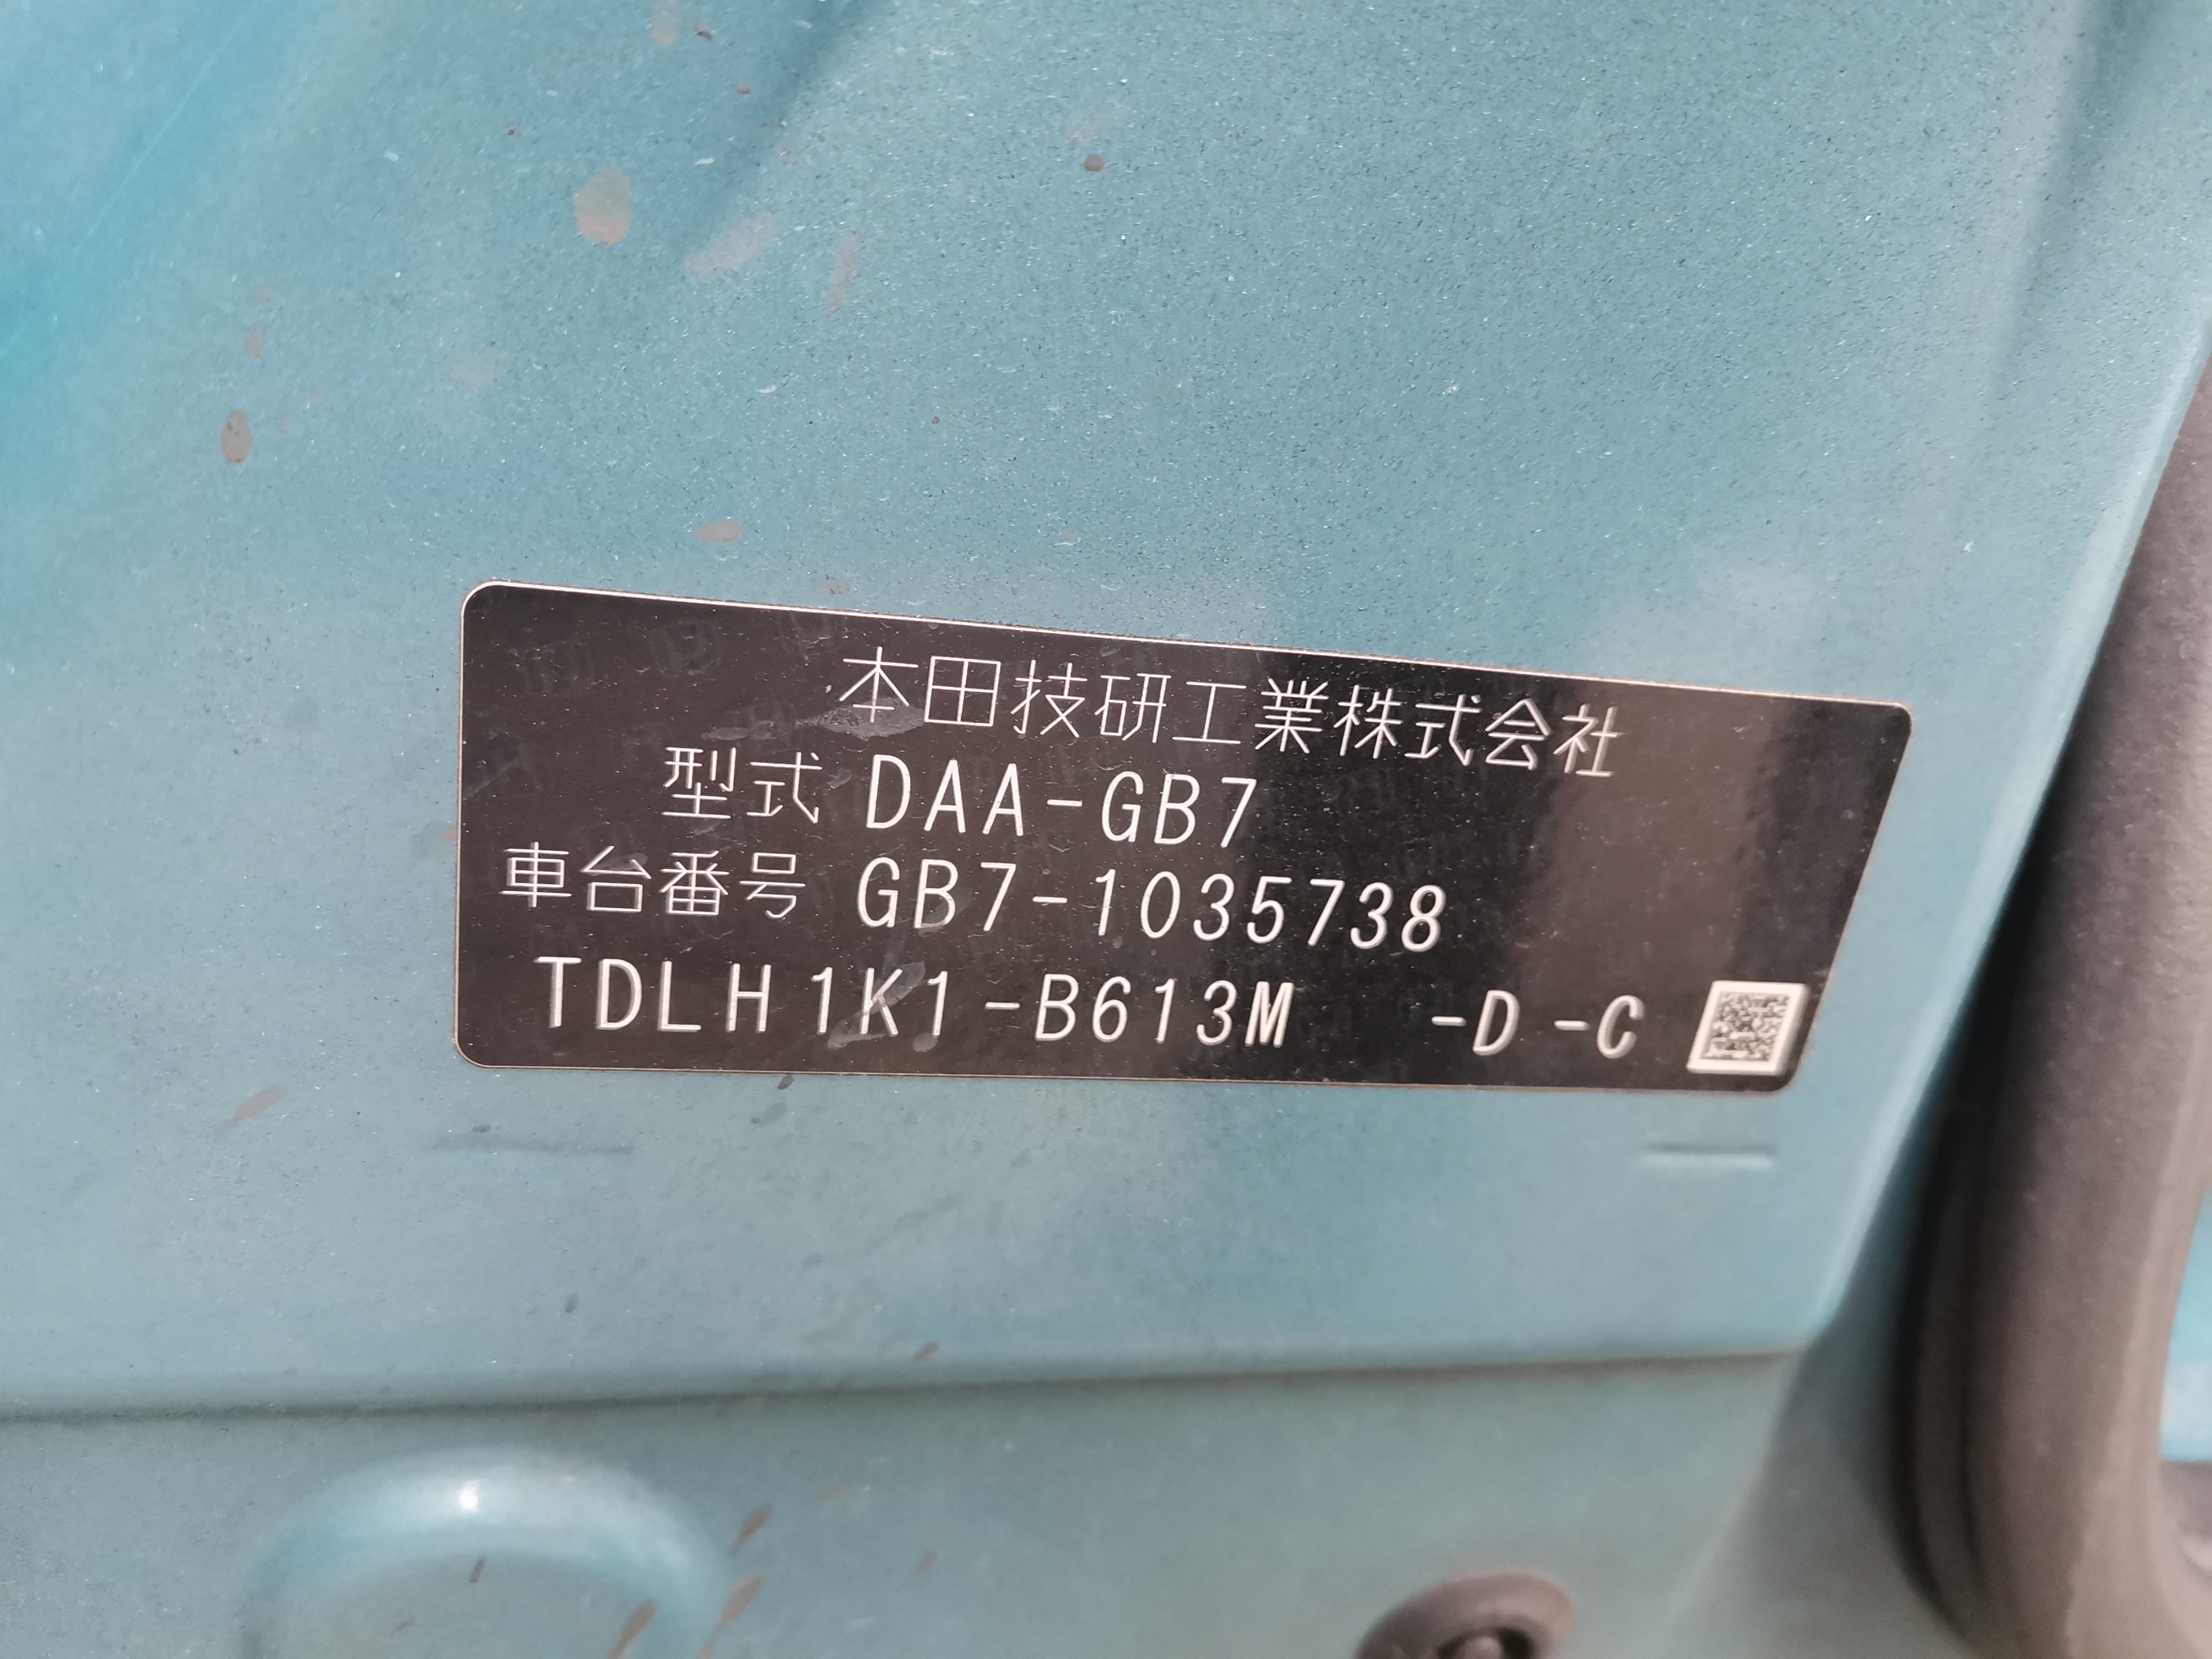 本田技研工業株式会社
型式 DAA-GB7
車台番号 GB7-1035738
TDLH1K1-B613M -D -C